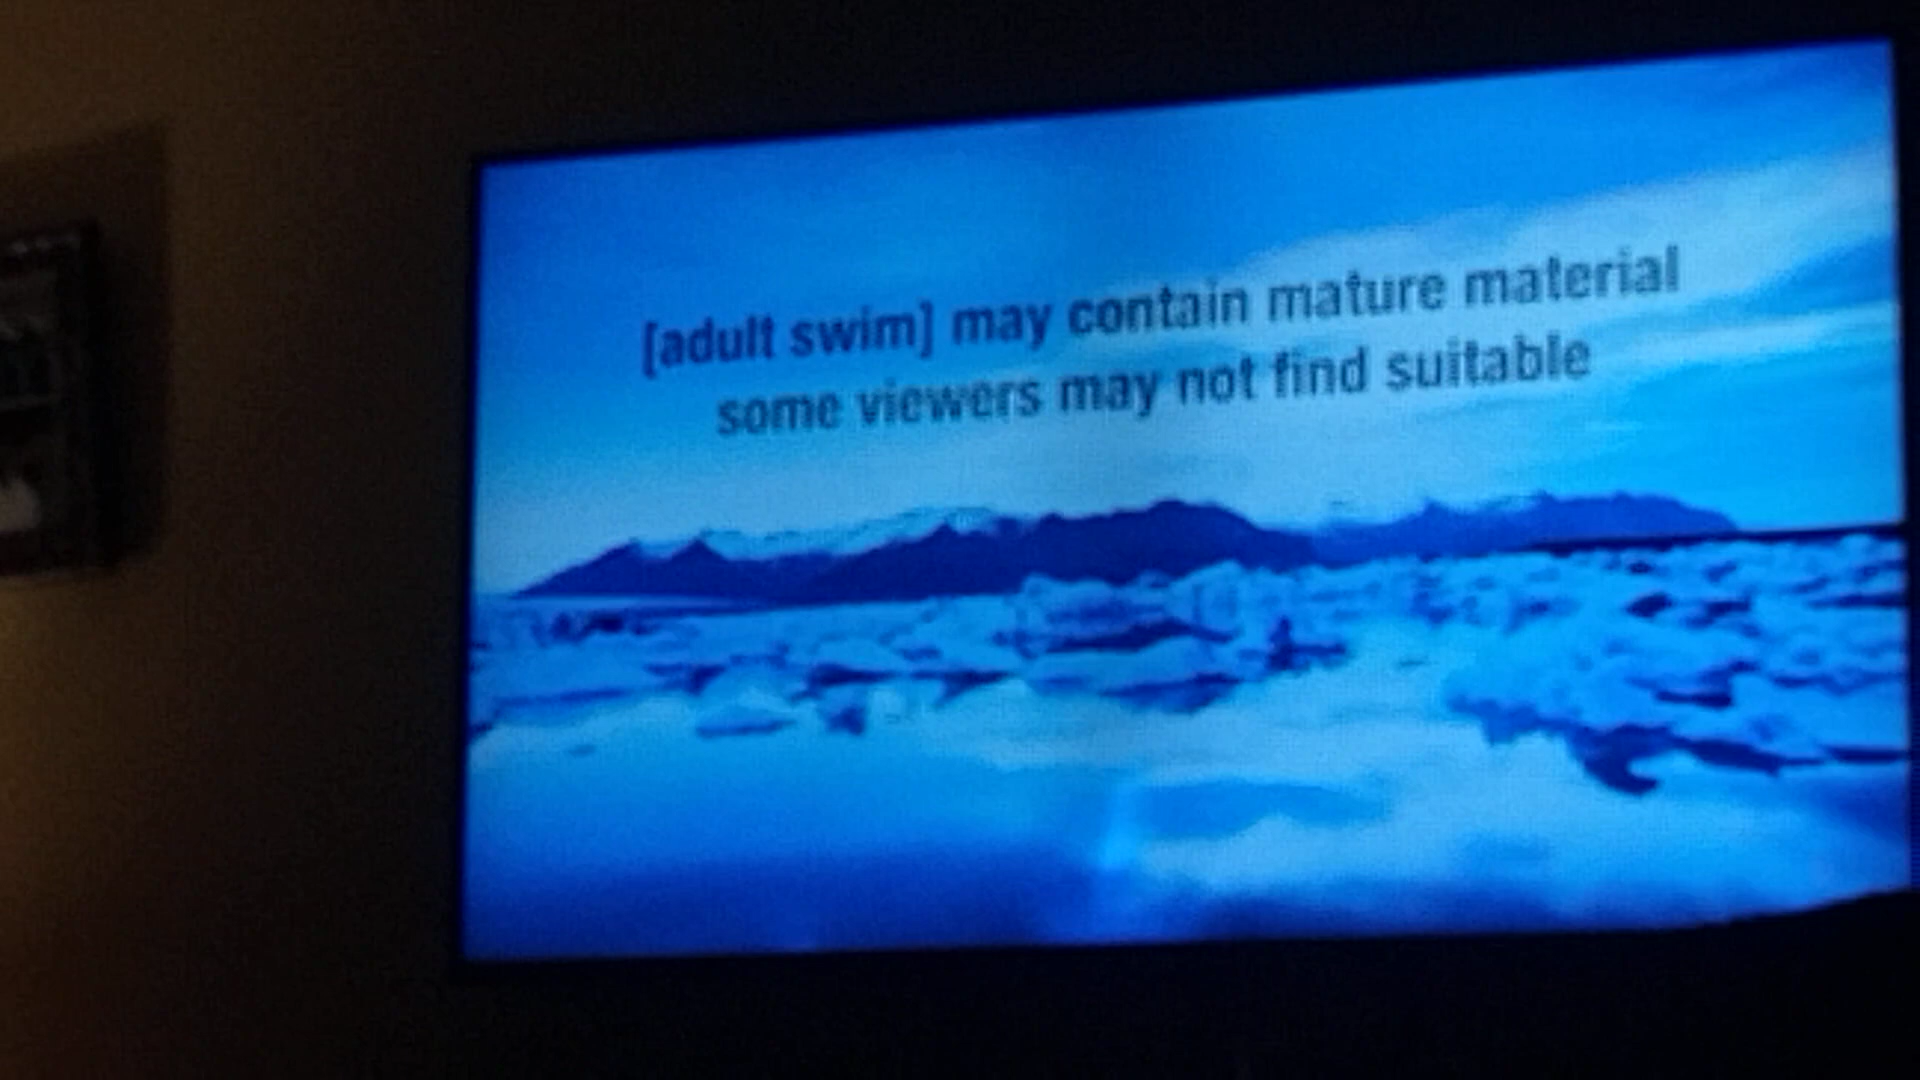 [adult swim] may contain mature material
some viewers may not find suitable